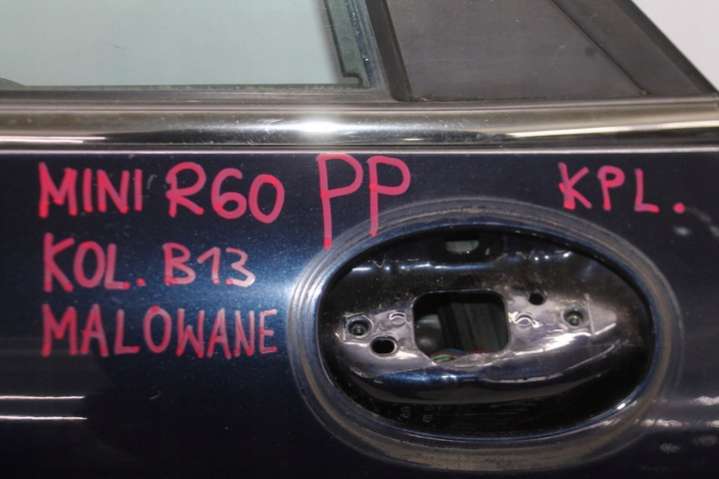 MINI R60 PP KPL.
KOL. B13
MALOWANE